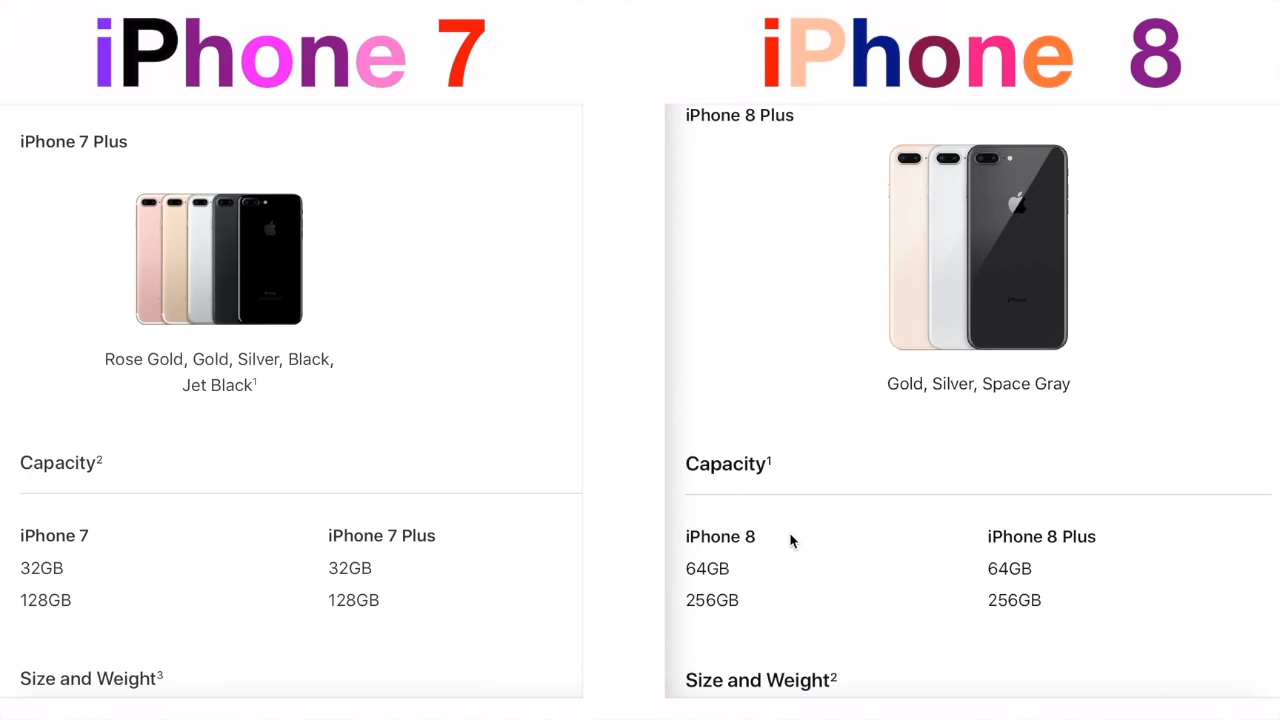 iPhone 7
iPhone 8
iPhone 7 Plus
Rose Gold, Gold, Silver, Black,
Jet Black¹
Capacity²
iPhone 7
iPhone 7 Plus
32GB
32GB
128GB
128GB
Size and Weight³
iPhone 8 Plus
iPhone
Gold, Silver, Space Gray
Capacity¹
iPhone 8
iPhone 8 Plus
64GB
64GB
256GB
256GB
Size and Weight²